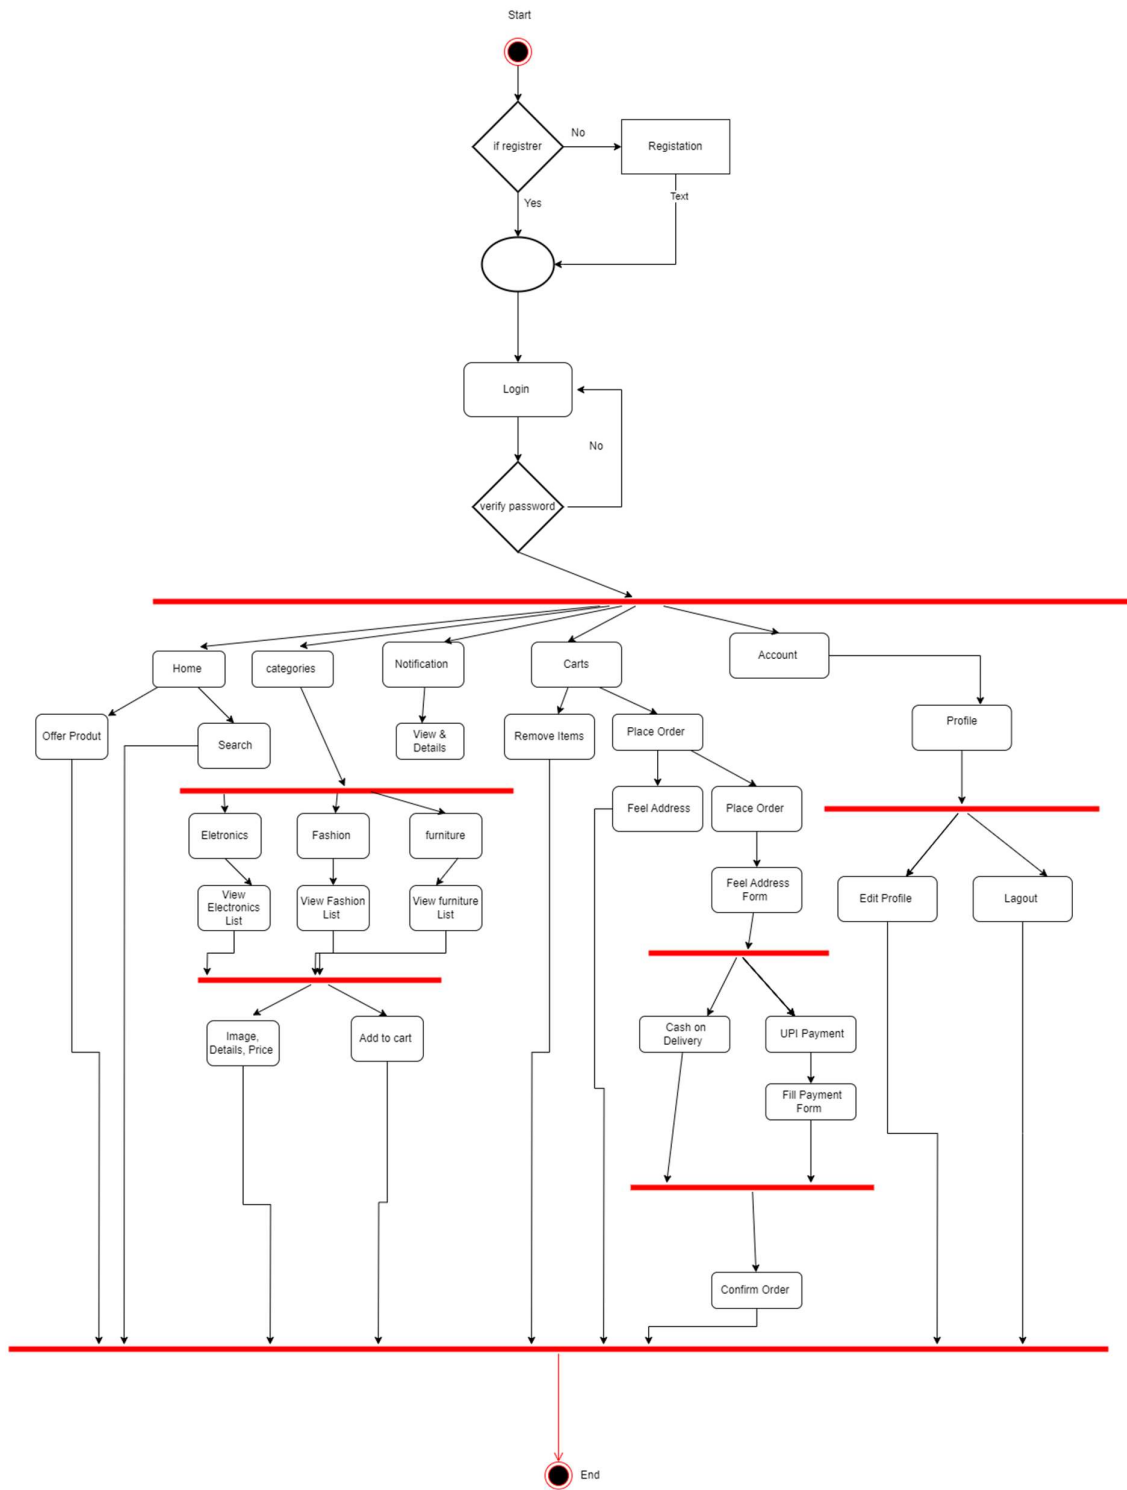 Start
if registrer
No
Registation
Yes
Text
Login
No
verify password
Home
categories
Notification
Carts
Account
Offer Produt
Search
View &
Details
Remove Items
Place Order
Profile
Eletronics
Fashion
furniture
Feel Address
Place Order
View
Electronics
List
View Fashion
List
View furniture
List
Feel Address
Form
Edit Profile
Lagout
Image,
Details, Price
Add to cart
Cash on
Delivery
UPI Payment
Fill Payment
Form
Confirm Order
End